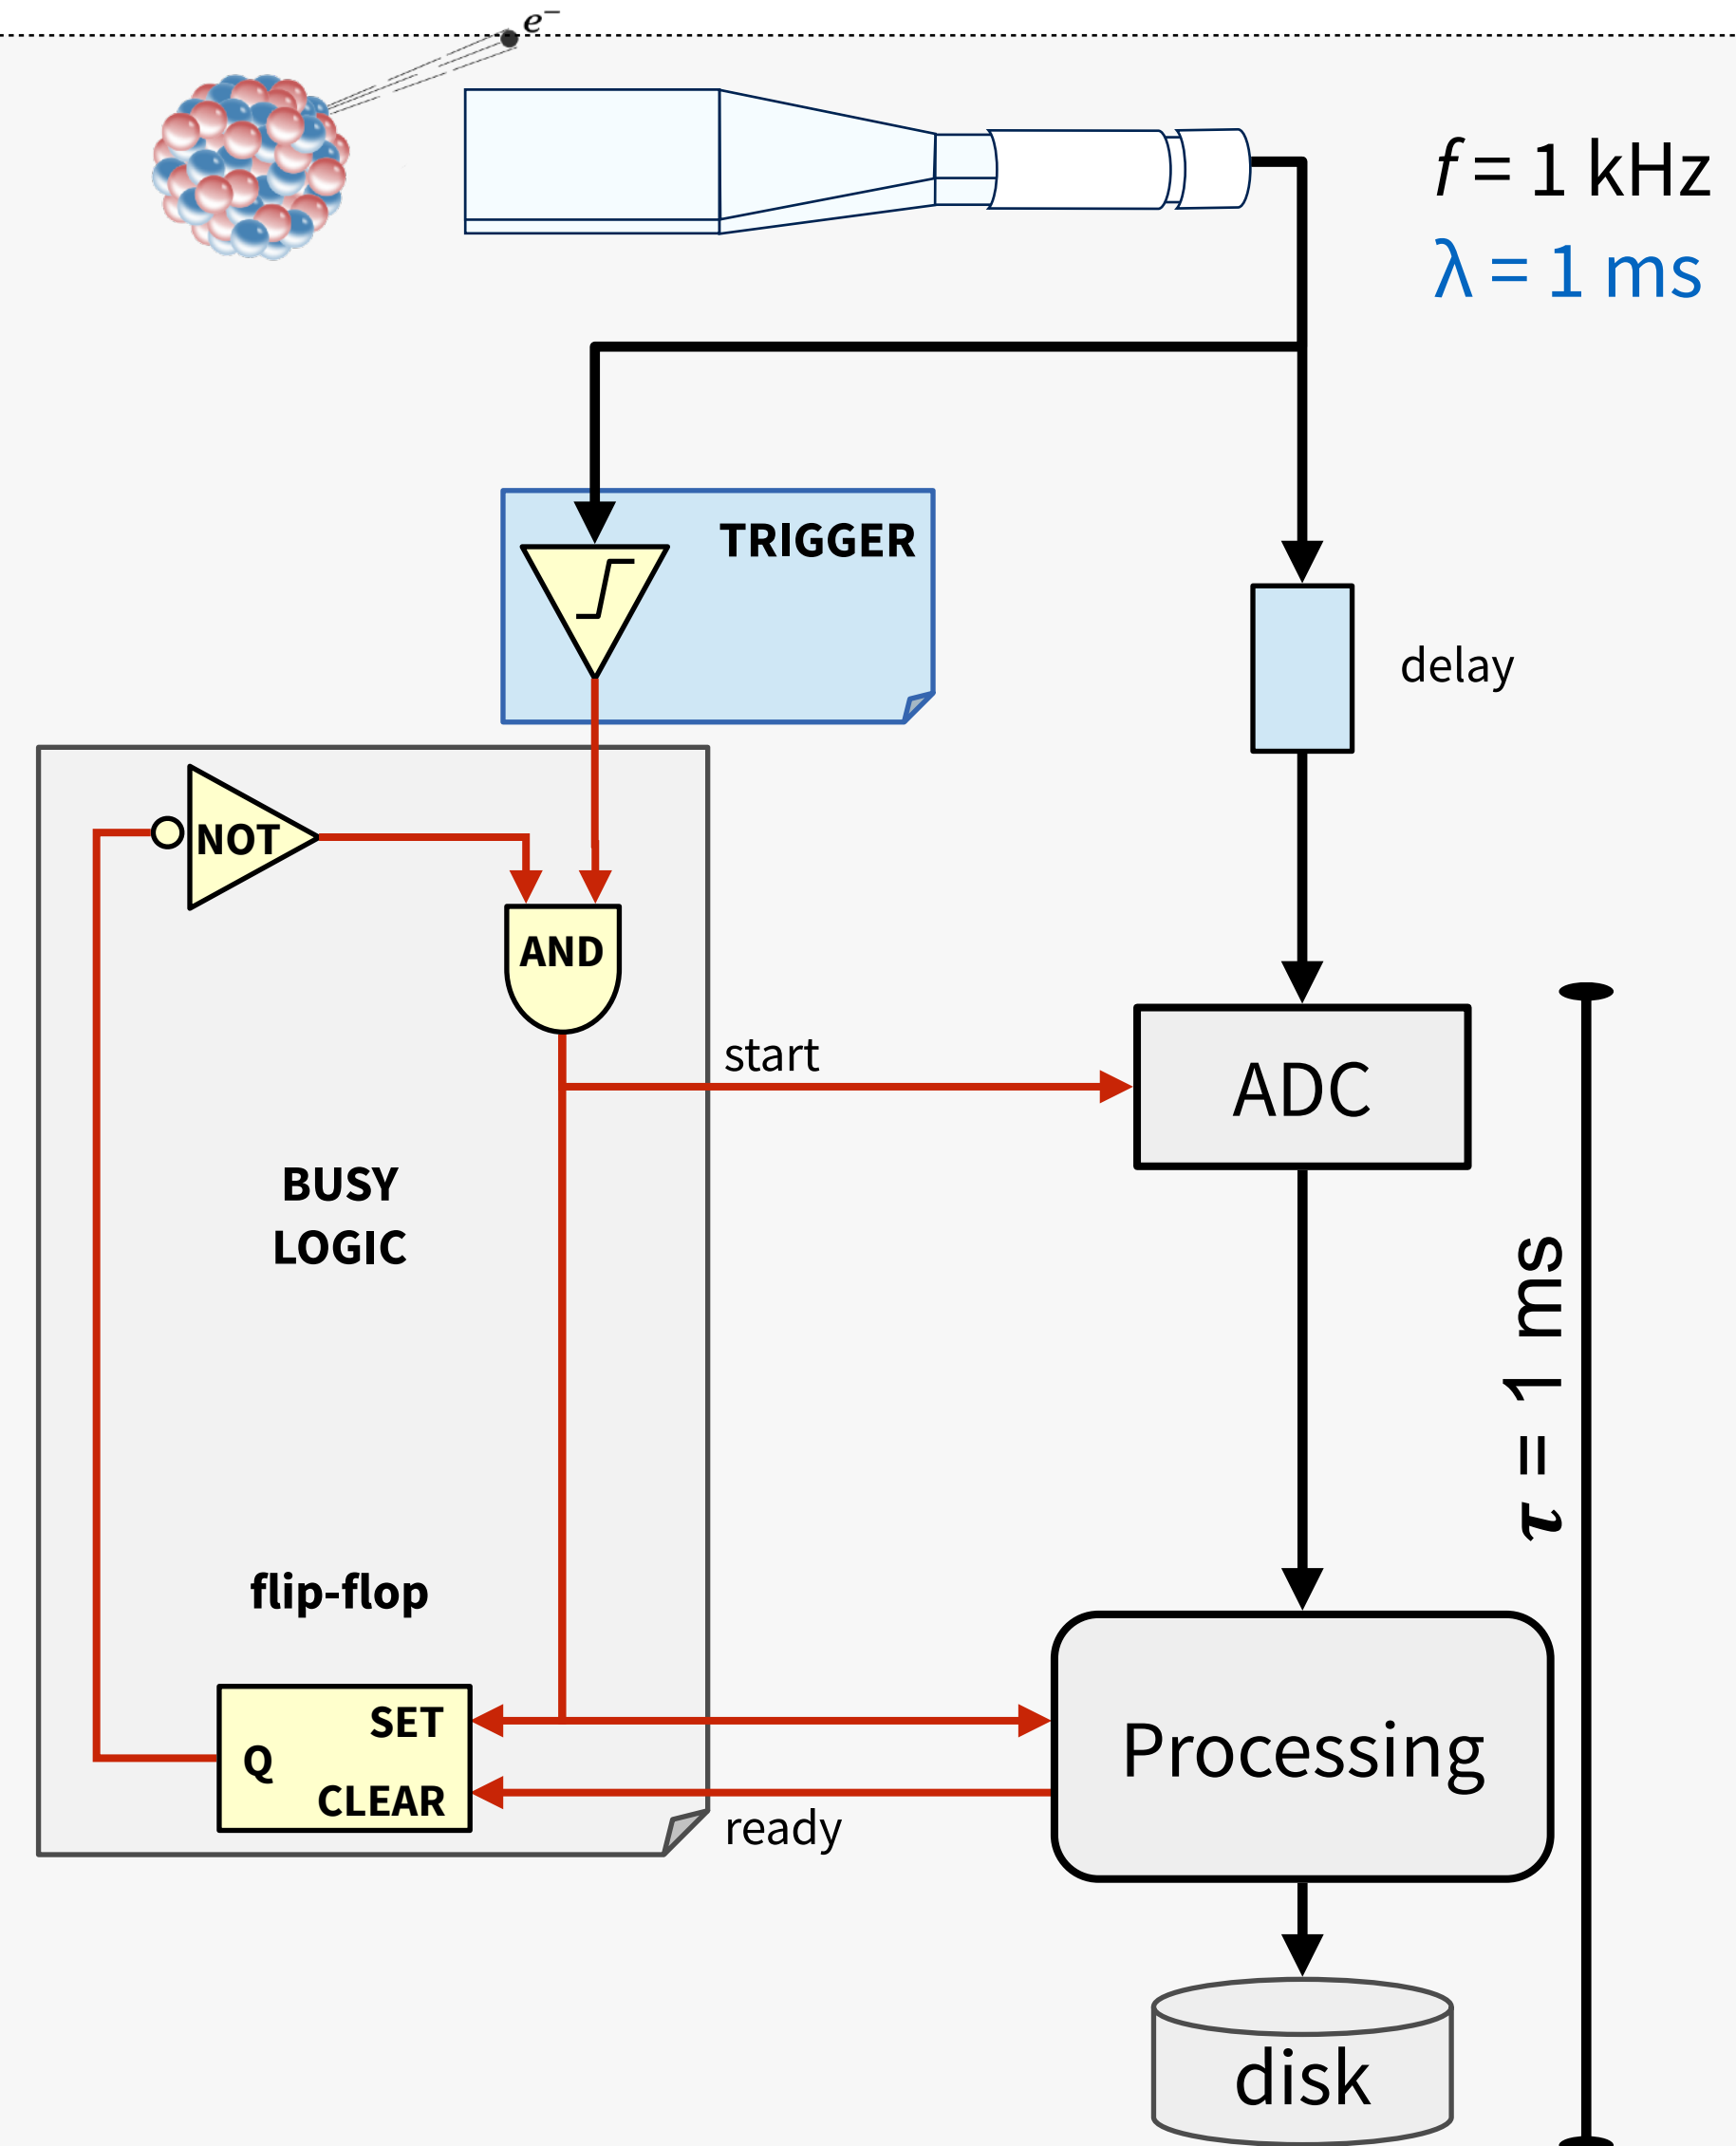 e⁻
f = 1 kHz
λ = 1 ms
TRIGGER
delay
NOT
AND
start
ADC
BUSY
LOGIC
τ = 1 ms
flip-flop
SET
Q
CLEAR
Processing
ready
disk